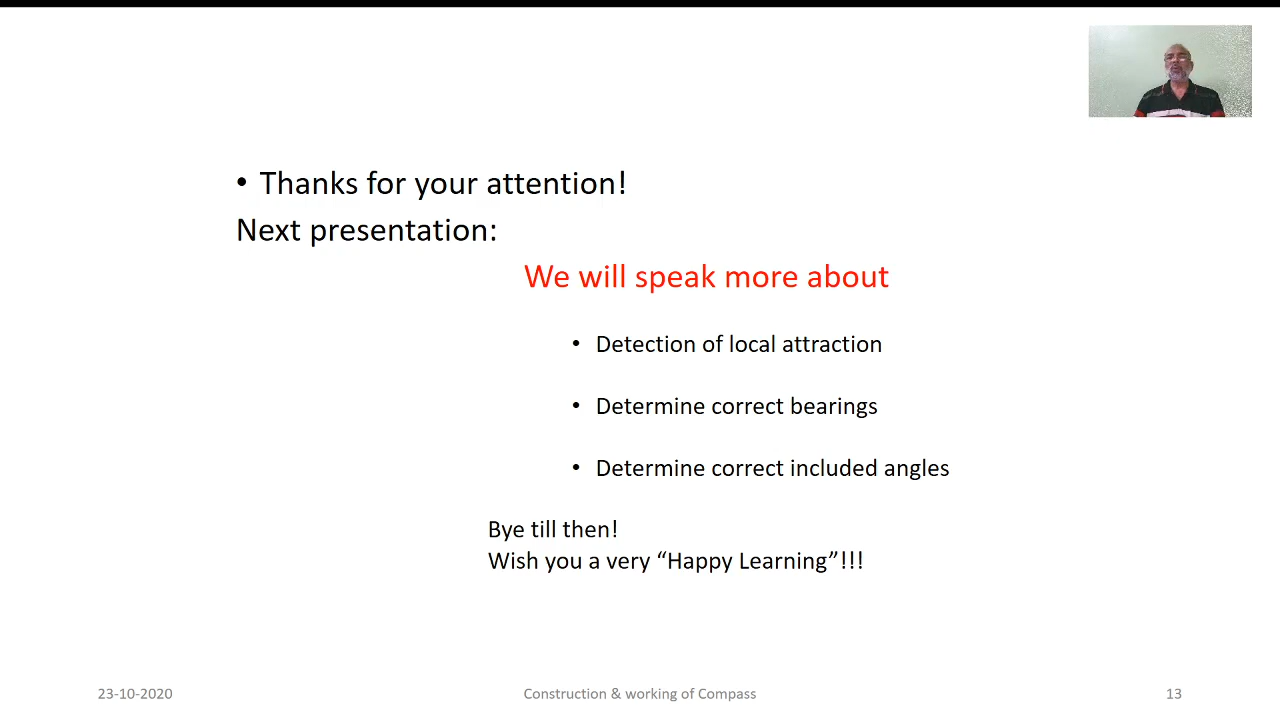 • Thanks for your attention!
Next presentation:
We will speak more about
• Detection of local attraction
• Determine correct bearings
• Determine correct included angles
Bye till then!
Wish you a very “Happy Learning”!!!
23-10-2020
Construction & working of Compass
13